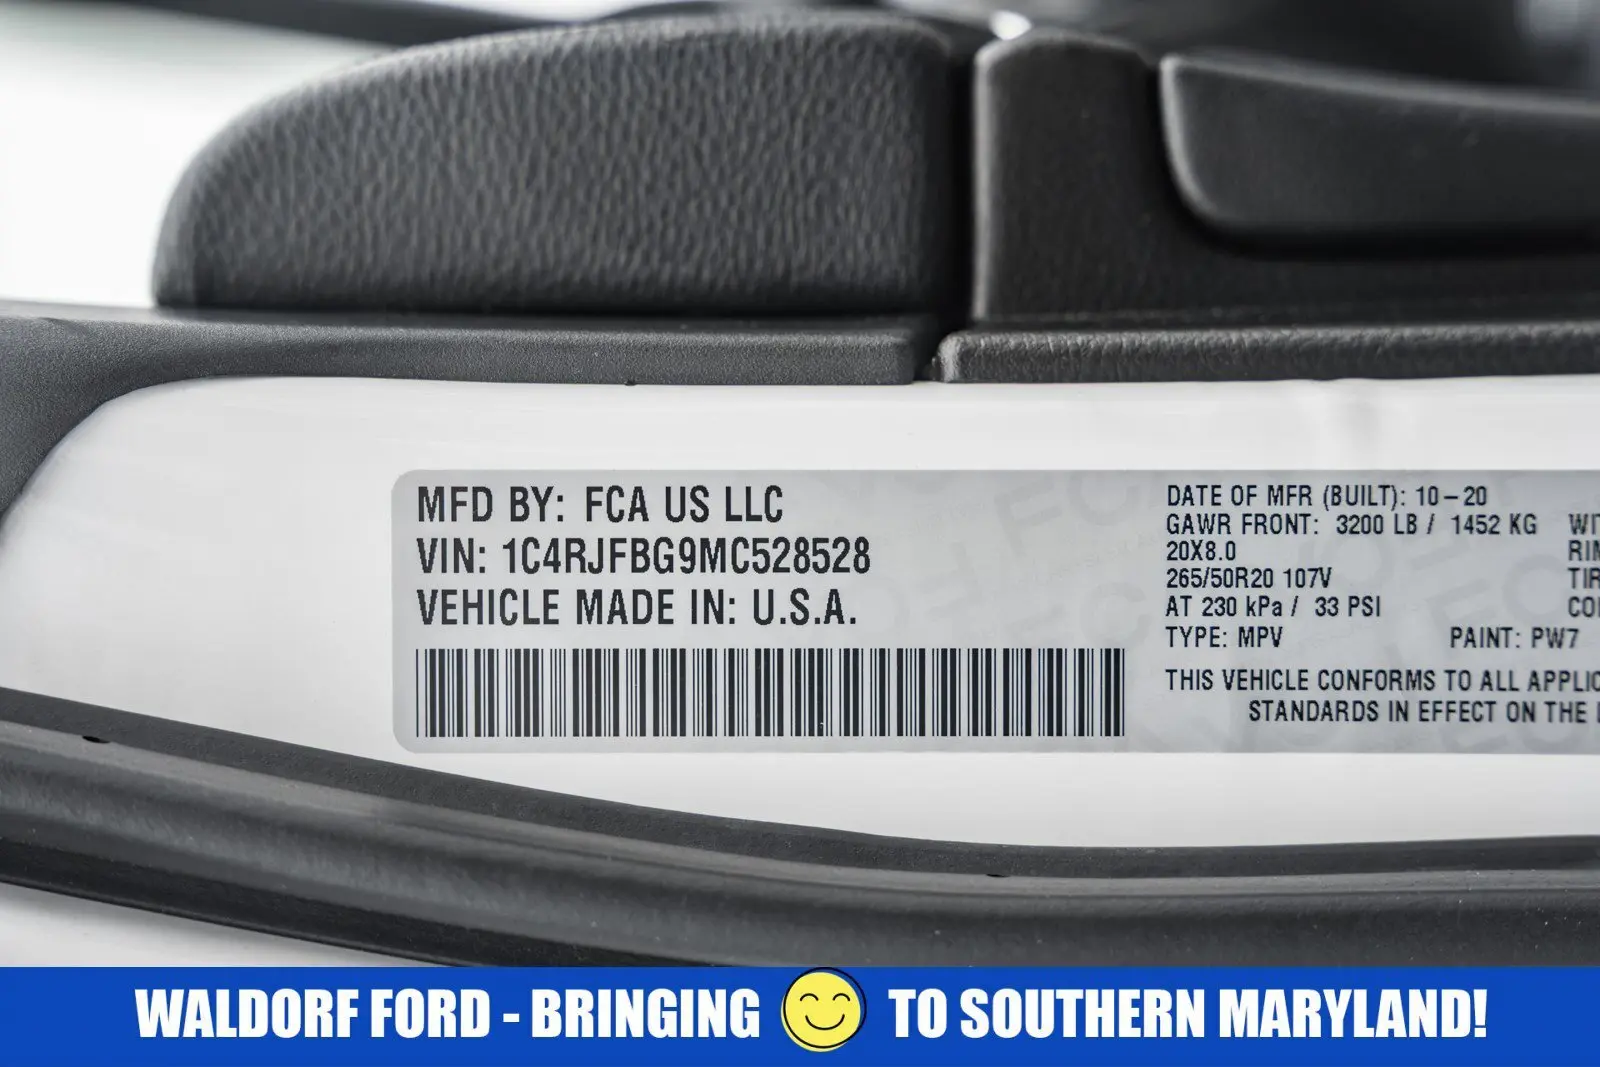 MFD BY: FCA US LLC
VIN: 1C4RJFBG9MC528528
VEHICLE MADE IN: U.S.A.
DATE OF MFR (BUILT): 10-20
GAWR FRONT: 3200 LB / 1452 KG
20X8.0
265/50R20 107V
AT 230 kPa / 33 PSI
TYPE: MPV PAINT: PW7
THIS VEHICLE CONFORMS TO ALL
STANDARDS IN EFFECT ON THE
WALDORF FORD - BRINGING TO SOUTHERN MARYLAND!